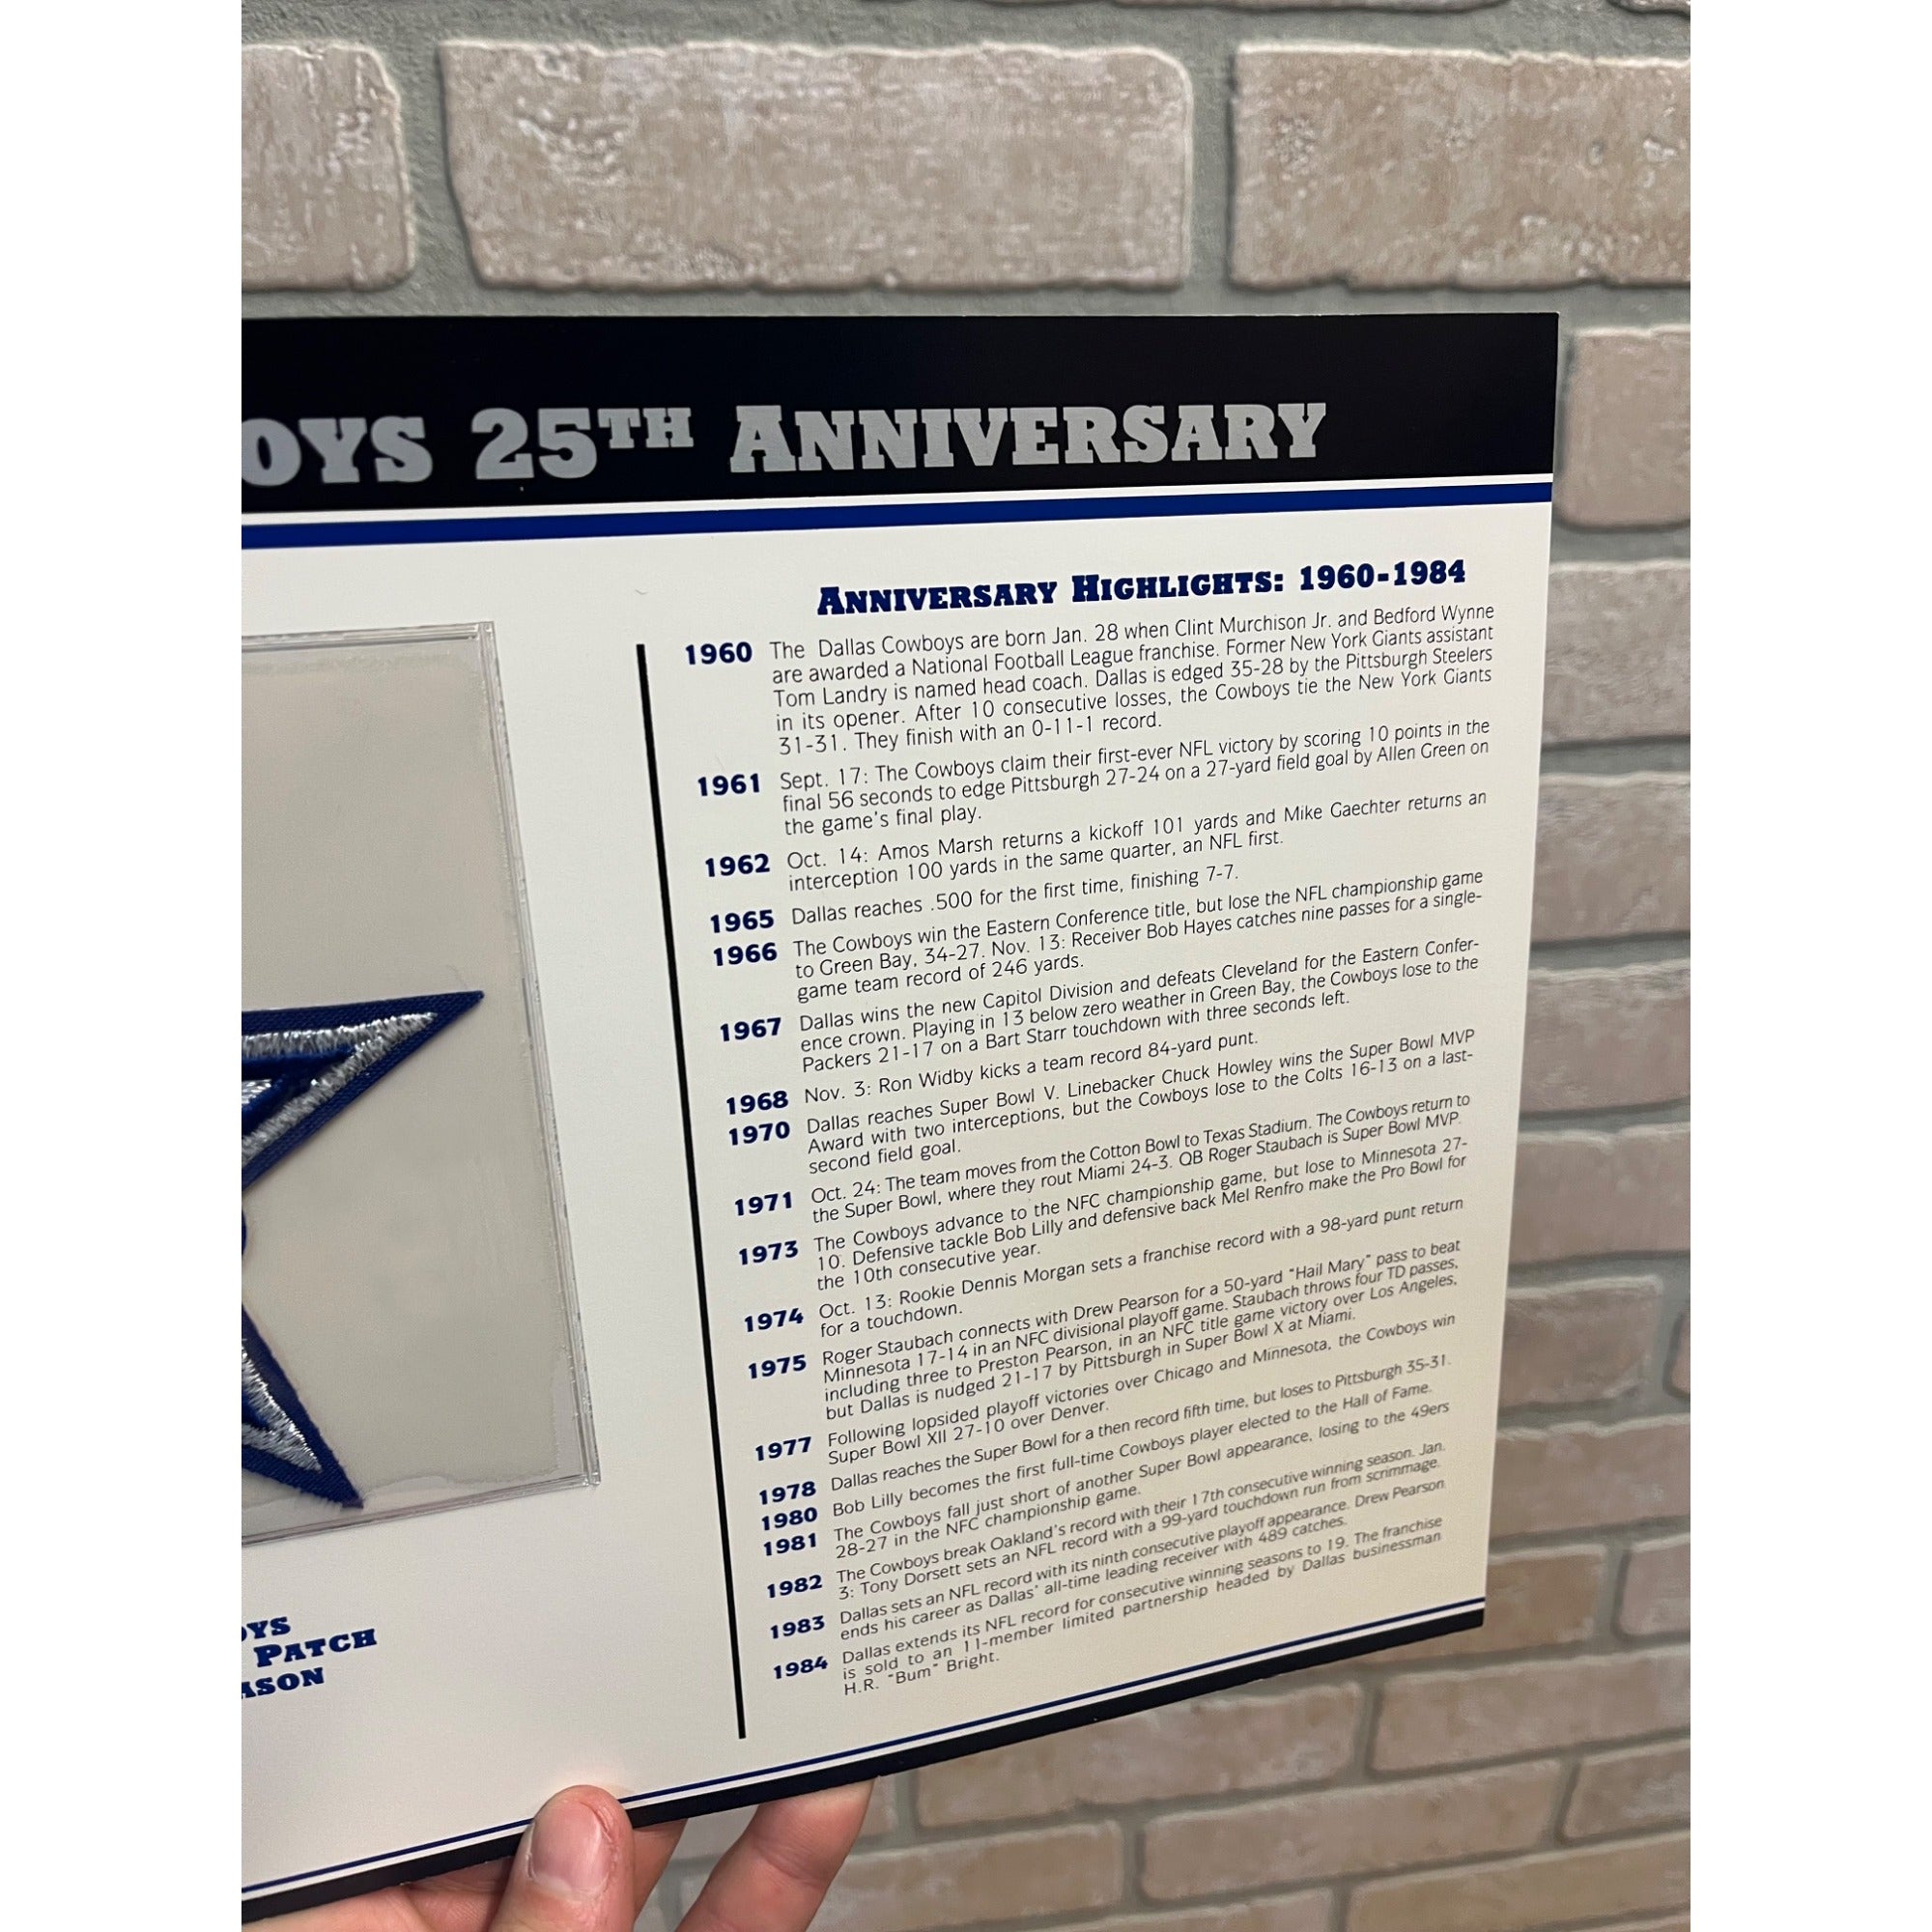 OYS 25TH ANNIVERSARY
ANNIVERSARY HIGHLIGHTS: 1960-1984
1960 The Dallas Cowboys are born Jan. 28 when Clint Murchison Jr. and Bedford Wynne
are awarded a National Football League franchise. Former New York Giants assistant
Tom Landry is named head coach. Dallas is edged 35-28 by the Pittsburgh Steelers
in its opener. After 10 consecutive losses, the Cowboys tie the New York Giants
31-31. They finish with an 0-11-1 record.
1961 Sept. 17: The Cowboys claim their first-ever NFL victory by scoring 10 points in the
final 56 seconds to edge Pittsburgh 27-24 on a 27-yard field goal by Allen Green on
the game's final play.
1962 Oct. 14: Amos Marsh returns a kickoff 101 yards and Mike Gaechter returns an
interception 100 yards in the same quarter, an NFL first.
1965 Dallas reaches .500 for the first time, finishing 7-7.
1966 The Cowboys win the Eastern Conference title, but lose the NFL championship game
to Green Bay, 34-27. Nov. 13: Receiver Bob Hayes catches nine passes for a single-
game team record of 246 yards.
1967 Dallas wins the new Capitol Division and defeats Cleveland for the Eastern Confer-
ence crown. Playing in 13 below zero weather in Green Bay, the Cowboys lose to the
Packers 21-17 on a Bart Starr touchdown with three seconds left.
1968 Nov. 3: Ron Widby kicks a team record 84-yard punt.
1970 Dallas reaches Super Bowl V. Linebacker Chuck Howley wins the Super Bowl MVP
Award with two interceptions, but the Cowboys lose to the Colts 16-13 on a last-
second field goal.
1971 Oct. 24: The team moves from the Cotton Bowl to Texas Stadium. The Cowboys return to
the Super Bowl, where they rout Miami 24-3. QB Roger Staubach is Super Bowl MVP.
1973 The Cowboys advance to the NFC championship game, but lose to Minnesota 27-
10. Defensive tackle Bob Lilly and defensive back Mel Renfro make the Pro Bowl for
the 10th consecutive year.
1974 Oct. 13: Rookie Dennis Morgan sets a franchise record with a 98-yard punt return
for a touchdown.
1975 Roger Staubach connects with Drew Pearson for a 50-yard "Hail Mary" pass to beat
Minnesota 17-14 in an NFC divisional playoff game. Staubach throws four TD passes,
including three to Preston Pearson, in an NFC title game victory over Los Angeles,
but Dallas is nudged 21-17 by Pittsburgh in Super Bowl X at Miami.
1977 Following lopsided playoff victories over Chicago and Minnesota, the Cowboys win
Super Bowl XII 27-10 over Denver.
1978 Dallas reaches the Super Bowl for a then record fifth time, but loses to Pittsburgh 35-31.
1980 Bob Lilly becomes the first full-time Cowboys player elected to the Hall of Fame.
1981 The Cowboys fall just short of another Super Bowl appearance, losing to the 49ers
28-27 in the NFC championship game.
1982 The Cowboys break Oakland's record with their 17th consecutive winning season. Jan.
3: Tony Dorsett sets an NFL record with a 99-yard touchdown run from scrimmage.
1983 Dallas sets an NFL record with its ninth consecutive playoff appearance. Drew Pearson
ends his career as Dallas' all-time leading receiver with 489 catches.
1984 Dallas extends its NFL record for consecutive winning seasons to 19. The franchise
is sold to an 11-member limited partnership headed by Dallas businessman
H.R. "Bum" Bright.
OYS
PATCH
ASON